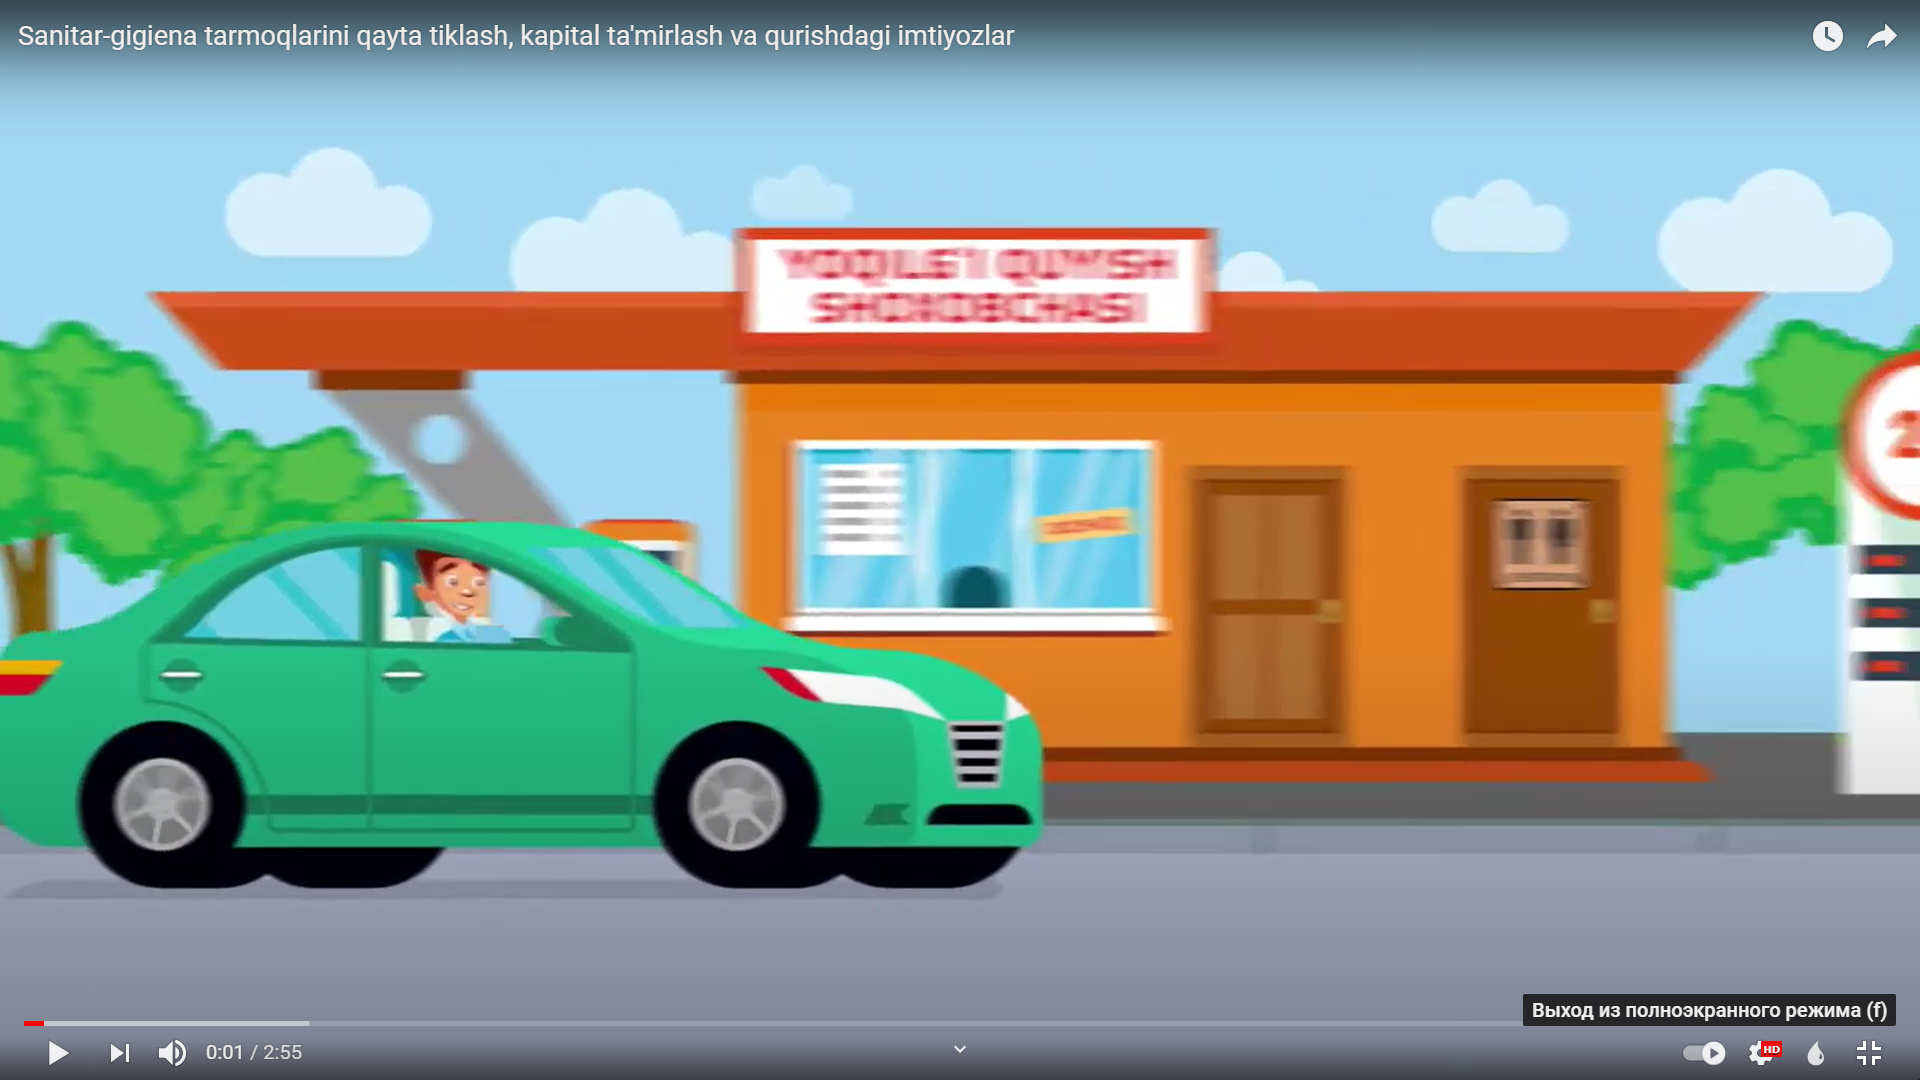 Sanitar-gigiena tarmoqlarini qayta tiklash, kapital ta'mirlash va qurishdagi imtiyozlar
YOQILG'I QUYISH
SHOXOBCHASI
Выход из полноэкранного режима (f)
0:01 / 2:55
HD